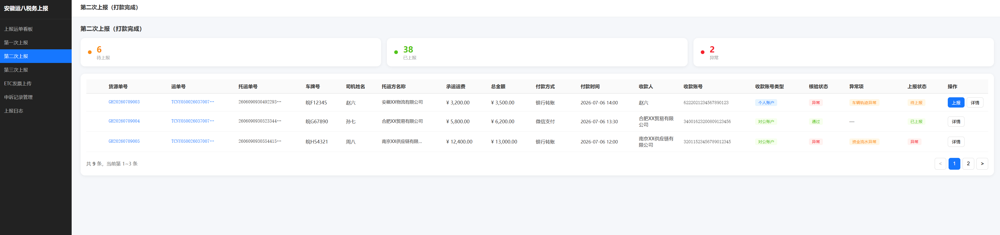 安徽运八税务上报
上报运单看板
第一次上报
第二次上报
第三次上报
ETC发票上传
申诉记录管理
上报日志
第二次上报（打款完成）
第二次上报（打款完成）
6
待上报
38
已上报
2
异常
货源单号 运单号 托运单号 车牌号 司机姓名 托运方名称 承运运费 总金额 付款方式 付款时间 收款人 收款账号 收款账号类型 核验状态 异常项 上报状态 操作
GH20260709003 TCNY050026037007… 2606090930492293… 皖F12345 赵六 安徽XX物流有限公司 ¥ 3,200.00 ¥ 3,500.00 银行转账 2026-07-06 14:00 赵六 6222021234567890123 个人账户 异常 车辆轨迹异常 待上报 上报 详情
GH20260709004 TCNY050026037007… 2606090930523344… 皖G67890 孙七 合肥XX贸易有限公司 ¥ 5,800.00 ¥ 6,200.00 微信支付 2026-07-06 13:30 合肥XX贸易有限
公司 34001623200809123456 对公账户 通过 — 已上报 详情
GH20260709005 TCNY050026037007… 2606090930554415… 皖H54321 周八 南京XX供应链有限... ¥ 12,400.00 ¥ 13,000.00 银行转账 2026-07-06 12:00 南京XX供应链有
限公司 32011523456789012345 对公账户 异常 资金流水异常 异常 详情
共 9 条，当前第 1~3 条
< 1 2 >